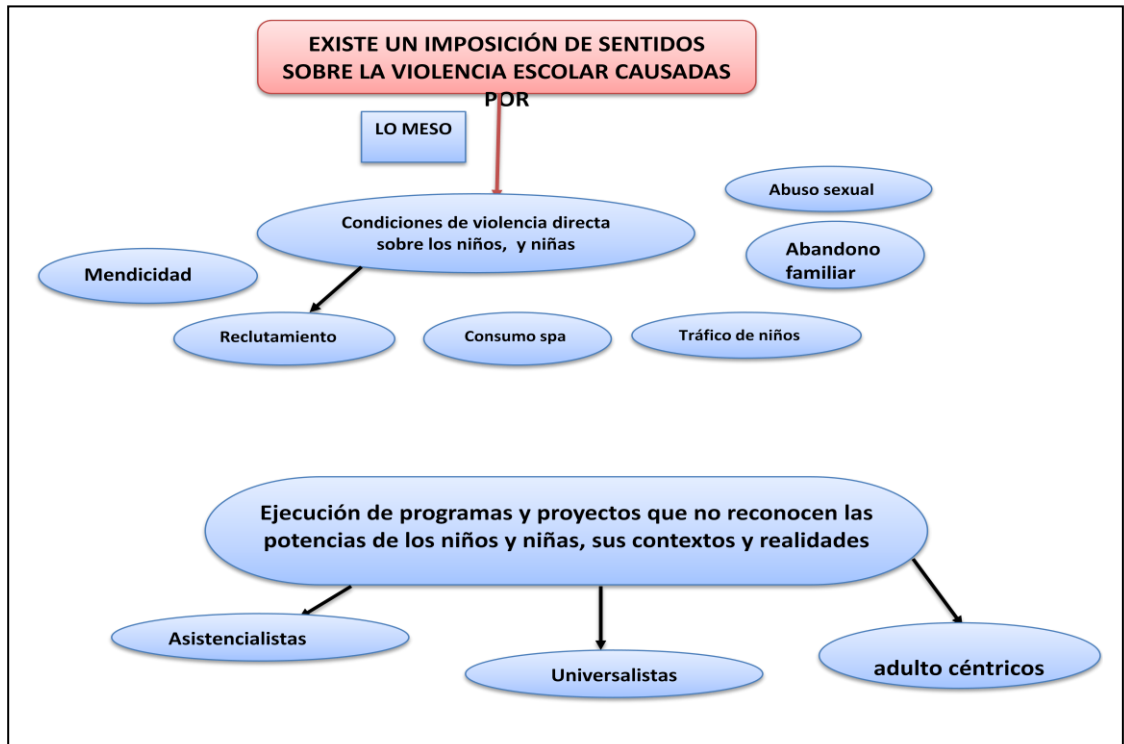 EXISTE UN IMPOSICIÓN DE SENTIDOS
SOBRE LA VIOLENCIA ESCOLAR CAUSADAS
POR
LO MESO
Condiciones de violencia directa
sobre los niños, y niñas
Abuso sexual
Abandono
familiar
Mendicidad
Reclutamiento
Consumo spa
Tráfico de niños
Ejecución de programas y proyectos que no reconocen las
potencias de los niños y niñas, sus contextos y realidades
Asistencialistas
Universalistas
adulto céntricos